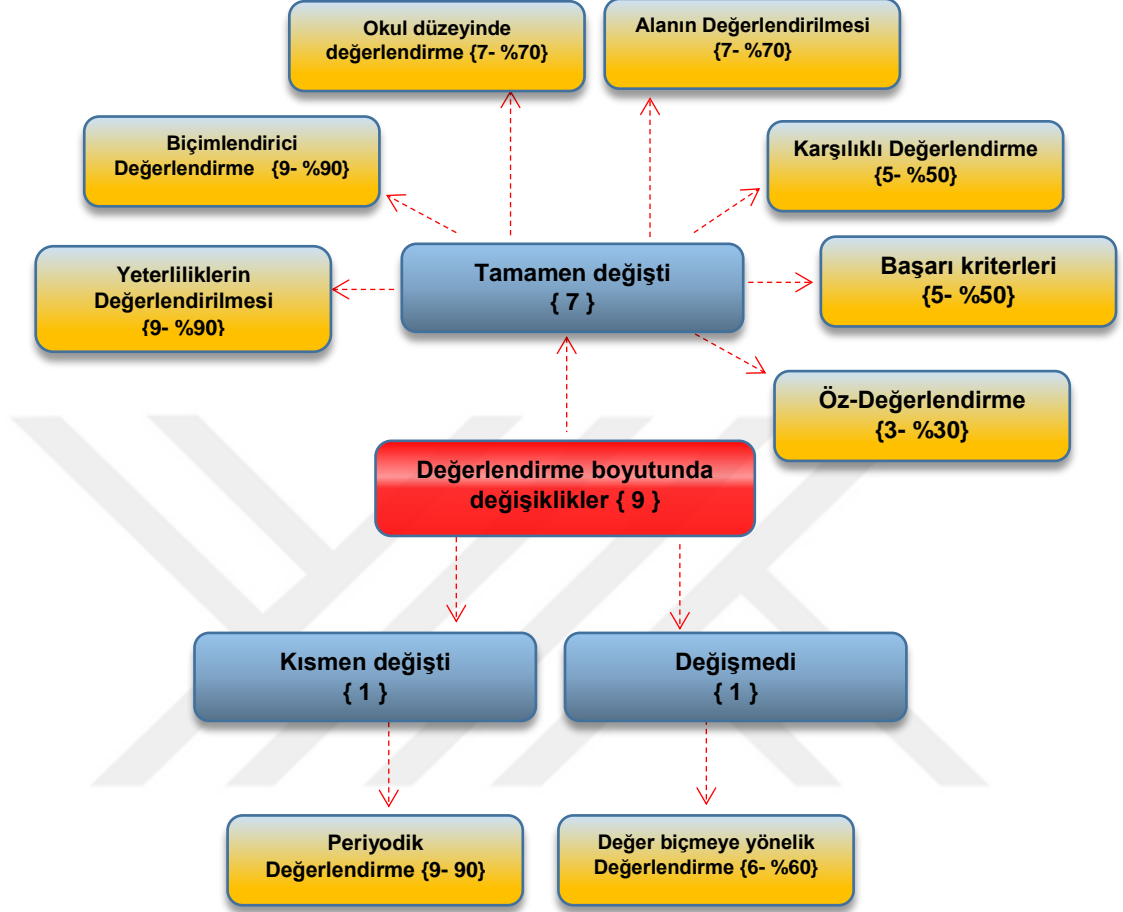 Okul düzeyinde
değerlendirme {7- %70}
Alanın Değerlendirilmesi
{7- %70}
Biçimlendirici
Değerlendirme {9- %90}
Karşılıklı Değerlendirme
{5- %50}
Yeterliliklerin
Değerlendirilmesi
{9- %90}
Tamamen değişti
{ 7 }
Başarı kriterleri
{5- %50}
Öz-Değerlendirme
{3- %30}
Değerlendirme boyutunda
değişiklikler { 9 }
Kısmen değişti
{ 1 }
Değişmedi
{ 1 }
Periyodik
Değerlendirme {9- 90}
Değer biçmeye yönelik
Değerlendirme {6- %60}